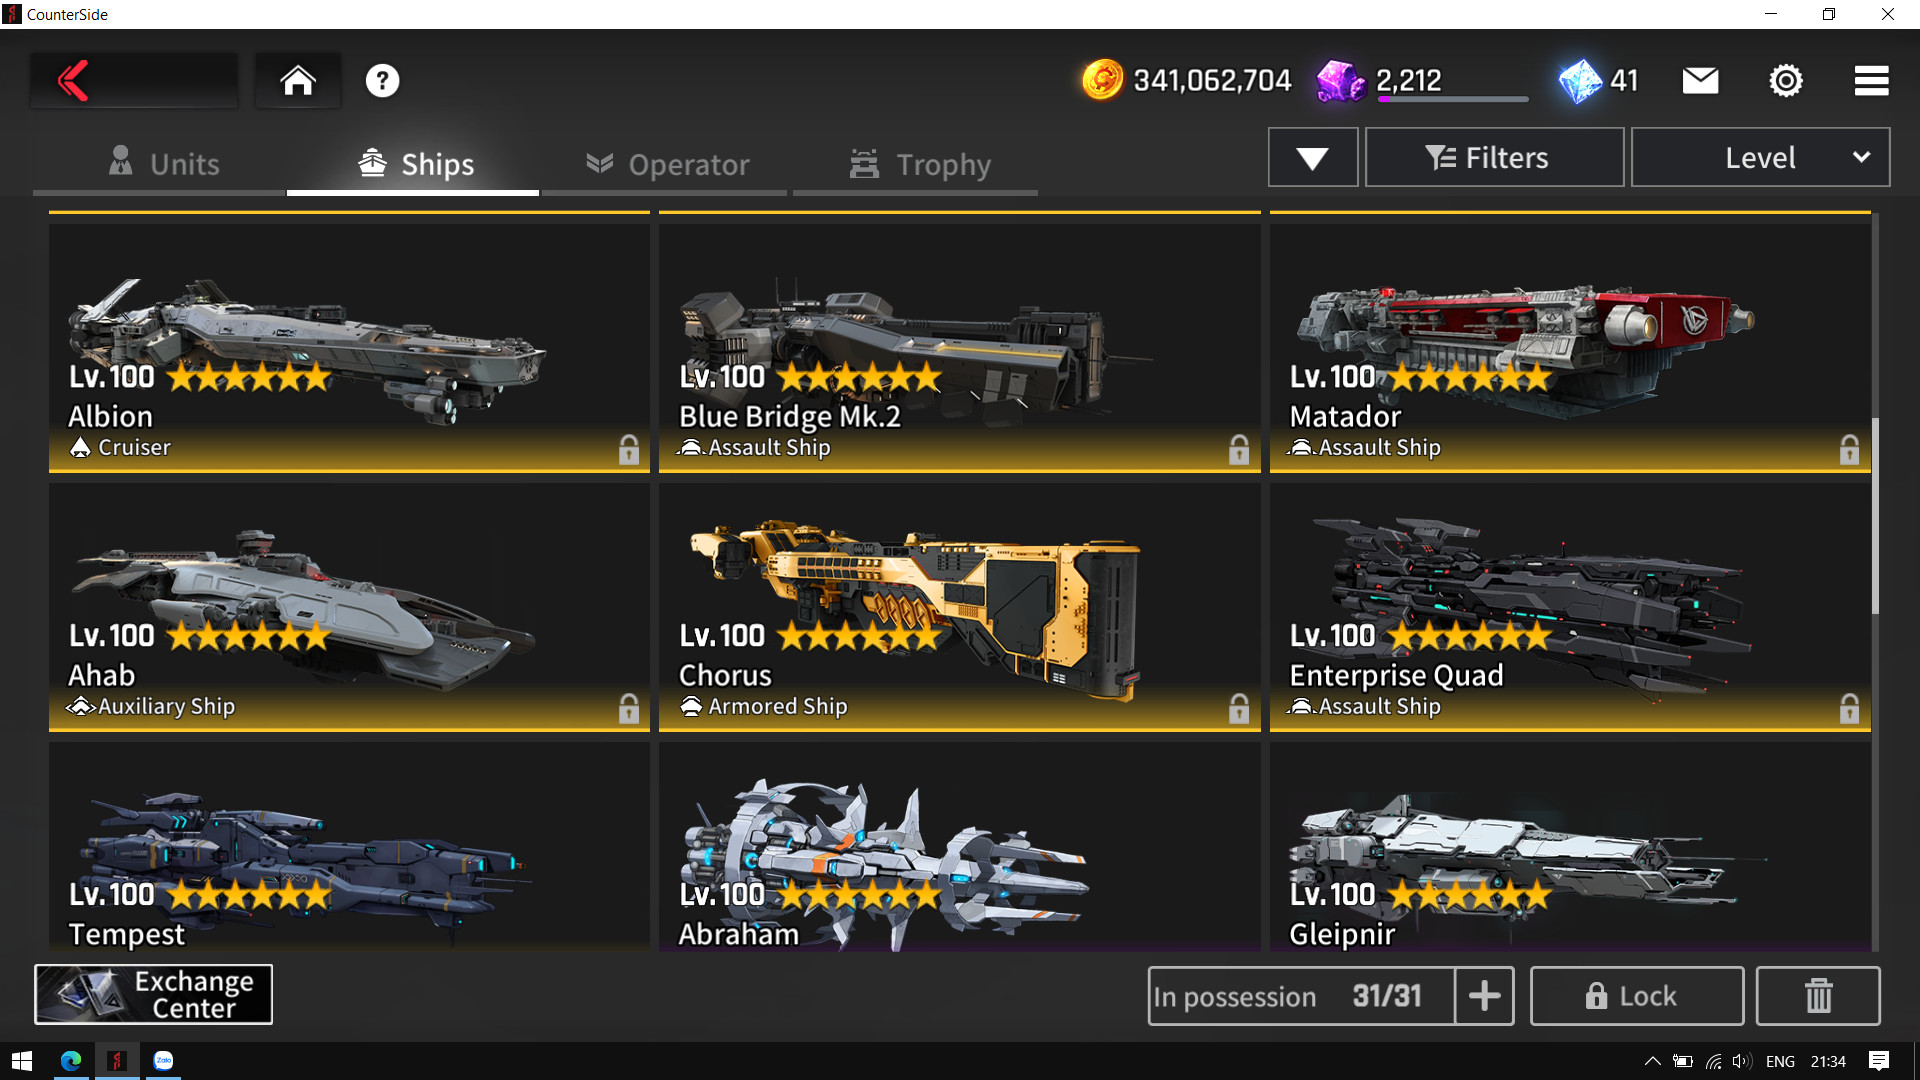 CounterSide
341,062,704
2,212
41
Units
Ships
Operator
Trophy
Filters
Level
Lv.100
Albion
Cruiser
Lv.100
Blue Bridge Mk.2
Assault Ship
Lv.100
Matador
Assault Ship
Lv.100
Ahab
Auxiliary Ship
Lv.100
Chorus
Armored Ship
Lv.100
Enterprise Quad
Assault Ship
Lv.100
Tempest
Lv.100
Abraham
Lv.100
Gleipnir
Exchange
Center
In possession 31/31
Lock
Zalo
ENG
21:34